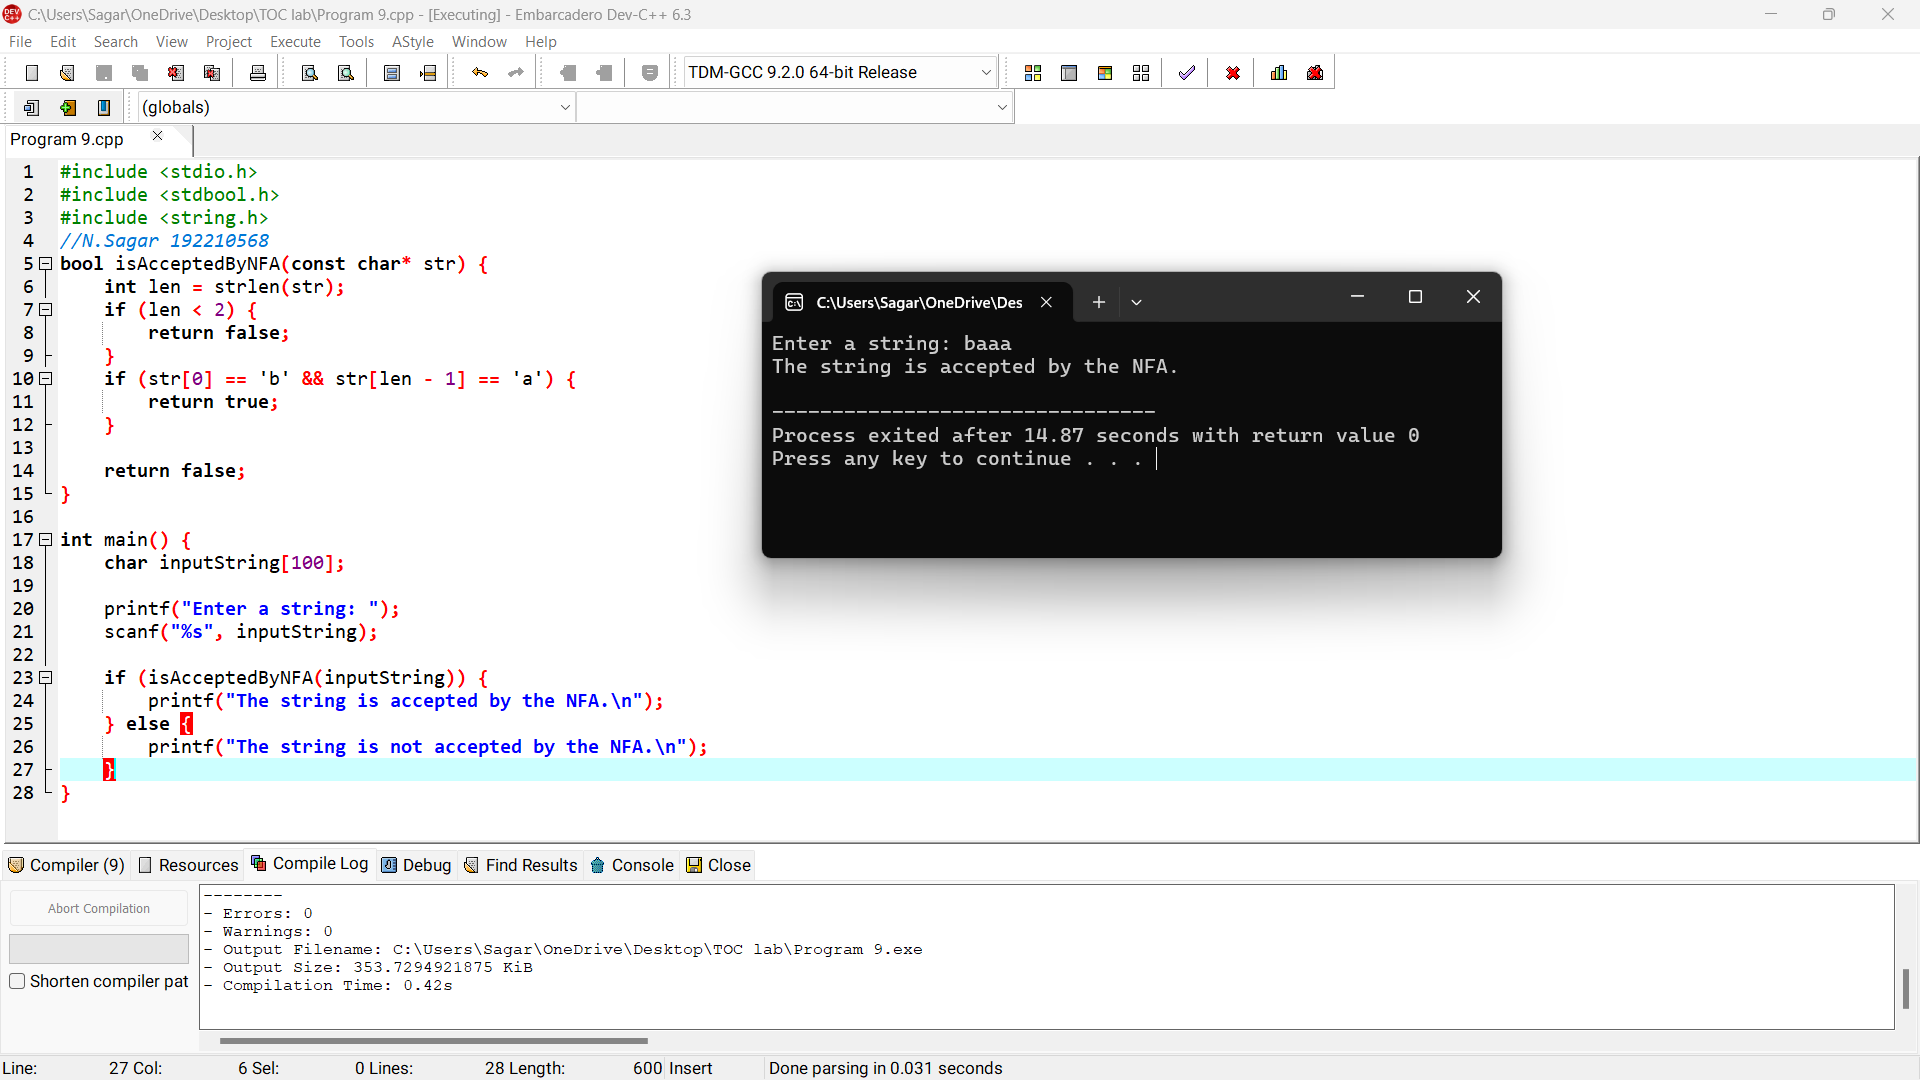 C:\Users\Sagar\OneDrive\Desktop\TOC lab\Program 9.cpp - [Executing] - Embarcadero Dev-C++ 6.3
File Edit Search View Project Execute Tools AStyle Window Help
TDM-GCC 9.2.0 64-bit Release
(globals)
Program 9.cpp
1 #include <stdio.h>
2 #include <stdbool.h>
3 #include <string.h>
4 //N.Sagar 192210568
5 bool isAcceptedByNFA(const char* str) {
6     int len = strlen(str);
7     if (len < 2) {
8         return false;
9     }
10     if (str[0] == 'b' && str[len - 1] == 'a') {
11         return true;
12     }
13
14     return false;
15 }
16
17 int main() {
18     char inputString[100];
19
20     printf("Enter a string: ");
21     scanf("%s", inputString);
22
23     if (isAcceptedByNFA(inputString)) {
24         printf("The string is accepted by the NFA.\n");
25     } else {
26         printf("The string is not accepted by the NFA.\n");
27     }
28 }
C:\Users\Sagar\OneDrive\Des
Enter a string: baaa
The string is accepted by the NFA.
--------------------------------
Process exited after 14.87 seconds with return value 0
Press any key to continue . . .
Compiler (9) Resources Compile Log Debug Find Results Console Close
Abort Compilation
Shorten compiler pat
--------
- Errors: 0
- Warnings: 0
- Output Filename: C:\Users\Sagar\OneDrive\Desktop\TOC lab\Program 9.exe
- Output Size: 353.7294921875 KiB
- Compilation Time: 0.42s
Line: 27 Col: 6 Sel: 0 Lines: 28 Length: 600 Insert Done parsing in 0.031 seconds